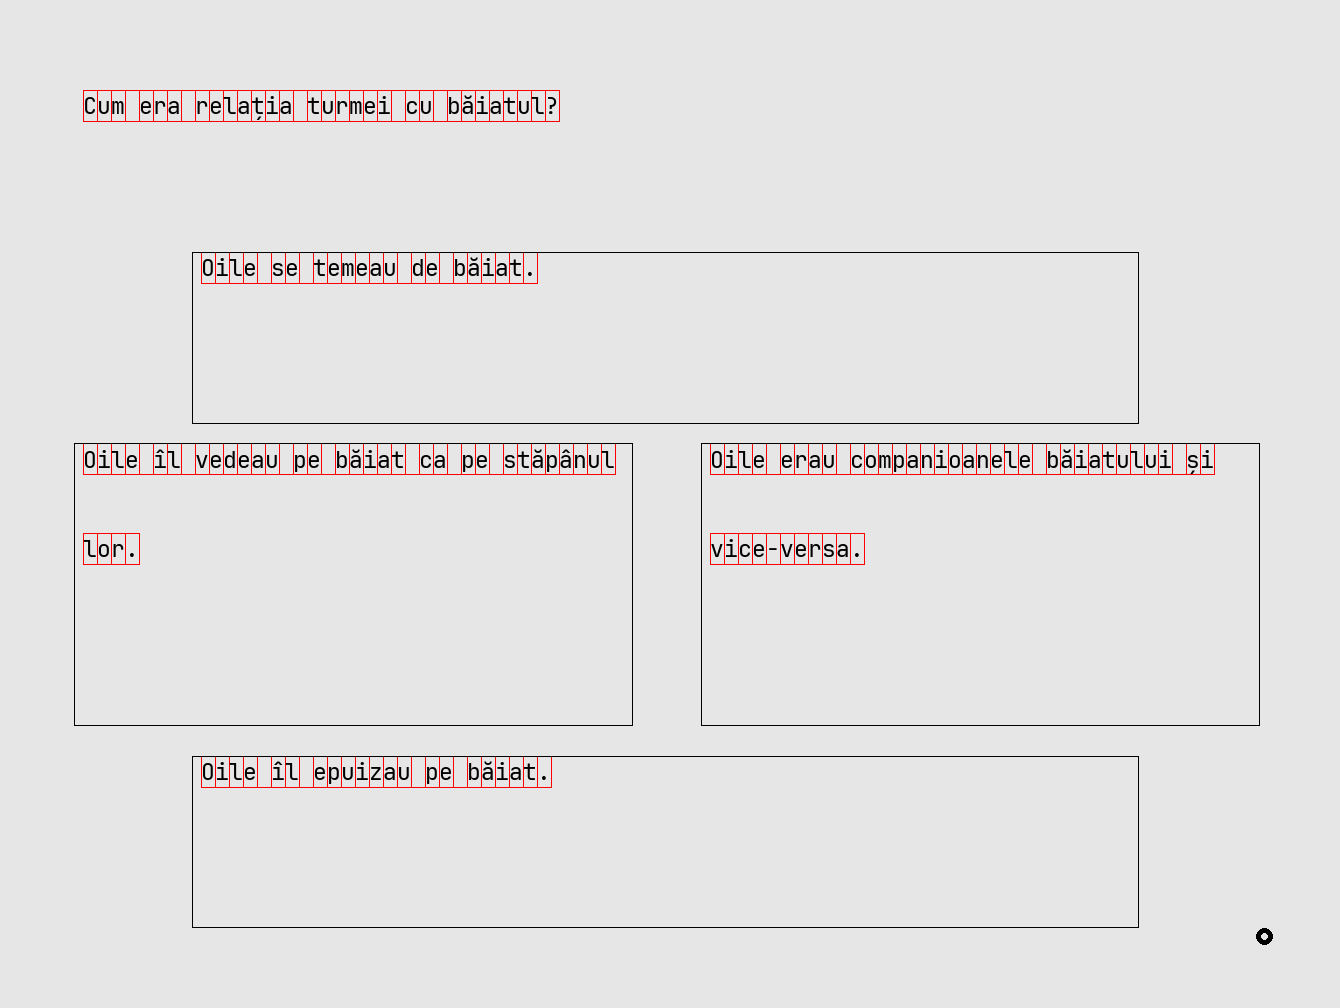 Cum era relația turmei cu băiatul?
Oile se temeau de băiat.
Oile îl vedeau pe băiat ca pe stăpânul
lor.
Oile erau companioanele băiatului și
vice-versa.
Oile îl epuizau pe băiat.